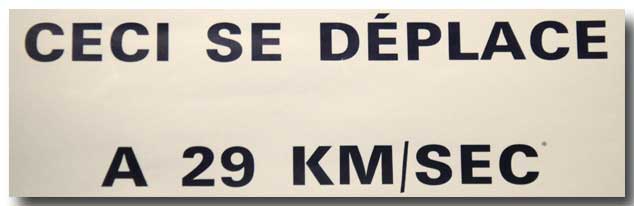 CECI SE DÉPLACE
A 29 KM/SEC*